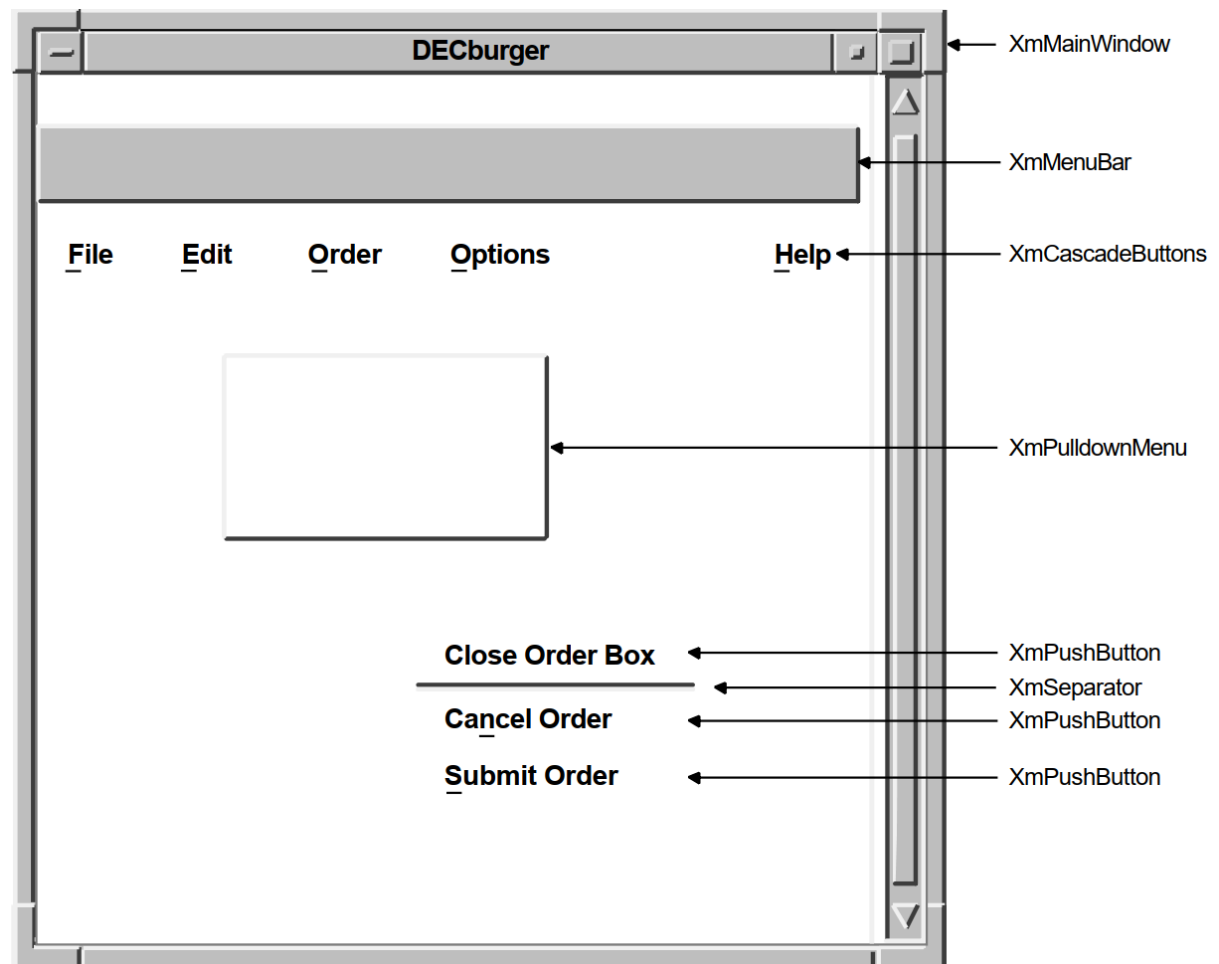 DECburger
XmMainWindow
XmMenuBar
File Edit Order Options Help
XmCascadeButtons
XmPulldownMenu
Close Order Box
XmPushButton
XmSeparator
Cancel Order
XmPushButton
Submit Order
XmPushButton